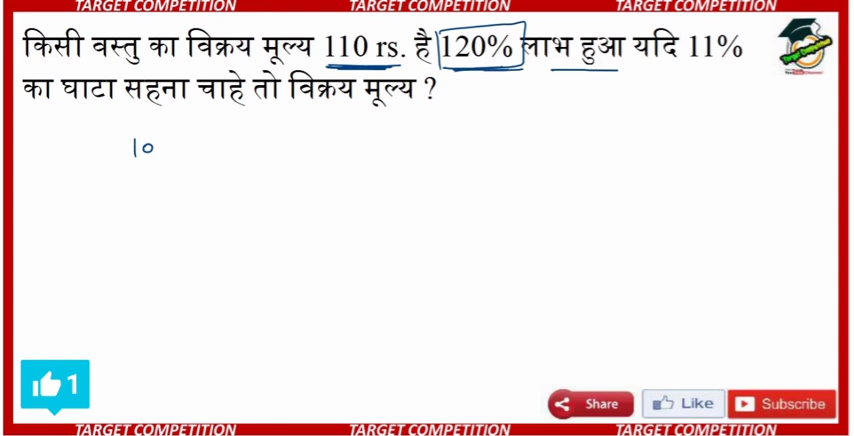 TARGET COMPETITION TARGET COMPETITION TARGET COMPETITION
किसी वस्तु का विक्रय मूल्य 110 rs. है 120% लाभ हुआ यदि 11%
का घाटा सहना चाहे तो विक्रय मूल्य ?
10
1
Share Like Subscribe
TARGET COMPETITION TARGET COMPETITION TARGET COMPETITION